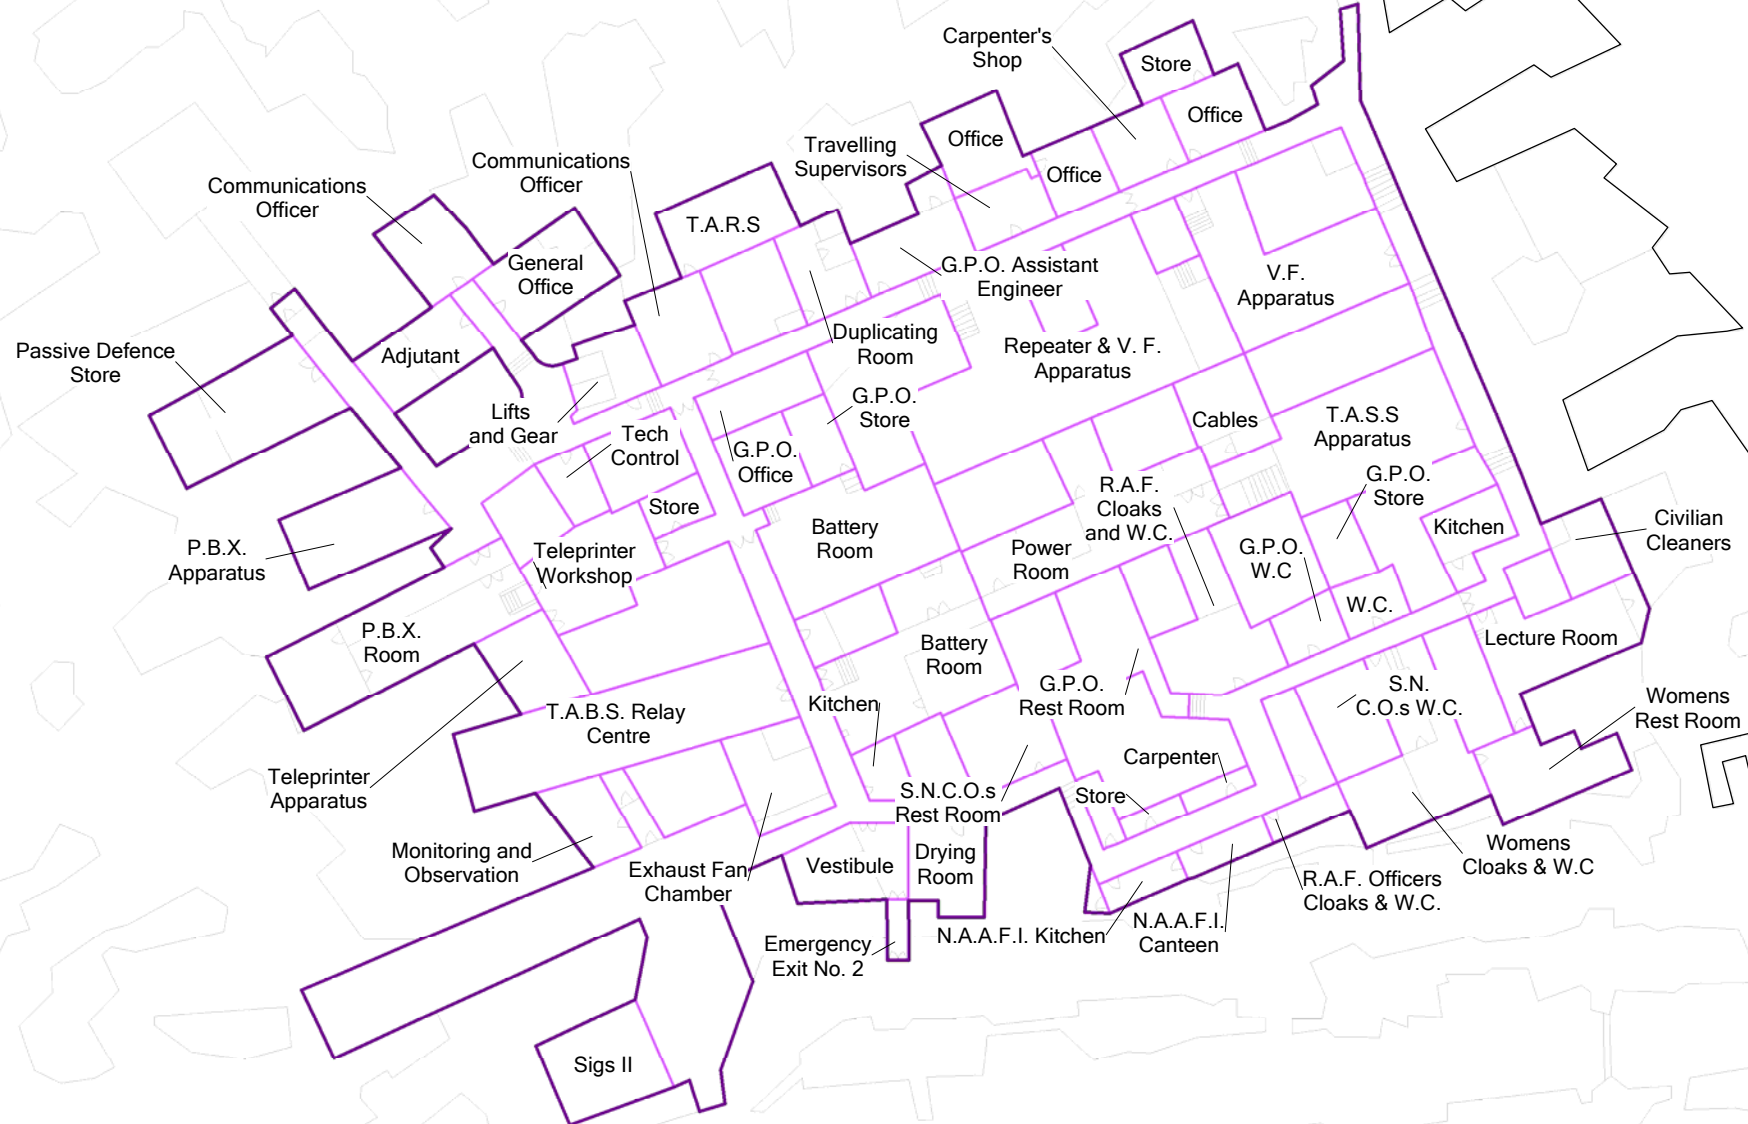 Carpenter's
Shop
Store
Office
Office
Travelling
Supervisors
Office
Communications
Officer
Communications
Officer
T.A.R.S
General
Office
G.P.O. Assistant
Engineer
V.F.
Apparatus
Duplicating
Room
Repeater & V. F.
Apparatus
Passive Defence
Store
Adjutant
Lifts
and Gear
G.P.O.
Store
Cables
T.A.S.S
Apparatus
Tech
Control
G.P.O.
Office
Store
R.A.F.
Cloaks
and W.C.
G.P.O.
Store
Kitchen
Civilian
Cleaners
Battery
Room
Power
Room
G.P.O.
W.C
P.B.X.
Apparatus
Teleprinter
Workshop
W.C.
P.B.X.
Room
Lecture Room
Battery
Room
G.P.O.
Rest Room
S.N.
C.O.s W.C.
Womens
Rest Room
Kitchen
T.A.B.S. Relay
Centre
Carpenter
Teleprinter
Apparatus
Store
S.N.C.O.s
Rest Room
Monitoring and
Observation
Exhaust Fan
Chamber
Vestibule
Drying
Room
Womens
Cloaks & W.C
R.A.F. Officers
Cloaks & W.C.
N.A.A.F.I. Kitchen
N.A.A.F.I.
Canteen
Emergency
Exit No. 2
Sigs II